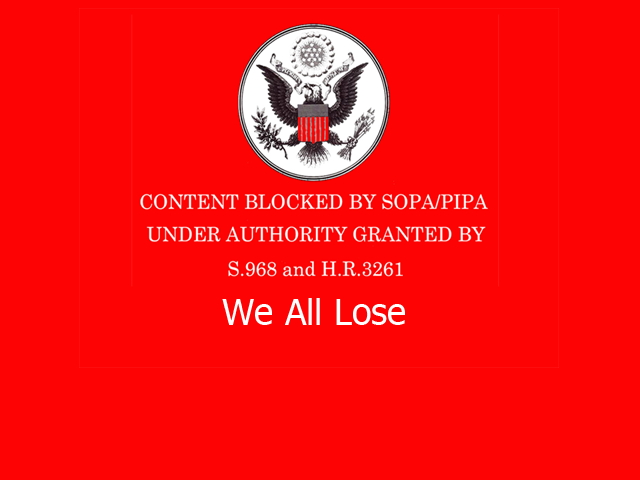 CONTENT BLOCKED BY SOPA/PIPA
UNDER AUTHORITY GRANTED BY
S.968 and H.R.3261
We All Lose